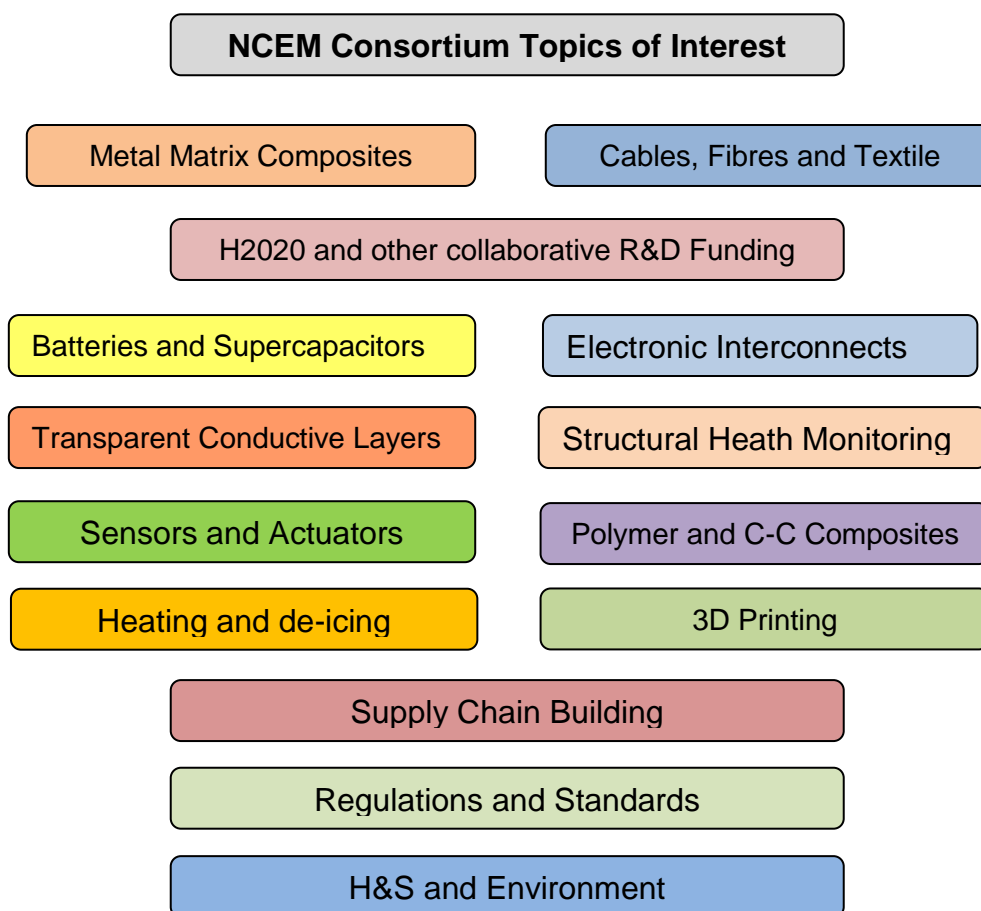 NCEM Consortium Topics of Interest
Metal Matrix Composites
Cables, Fibres and Textile
H2020 and other collaborative R&D Funding
Batteries and Supercapacitors
Electronic Interconnects
Transparent Conductive Layers
Structural Heath Monitoring
Sensors and Actuators
Polymer and C-C Composites
Heating and de-icing
3D Printing
Supply Chain Building
Regulations and Standards
H&S and Environment